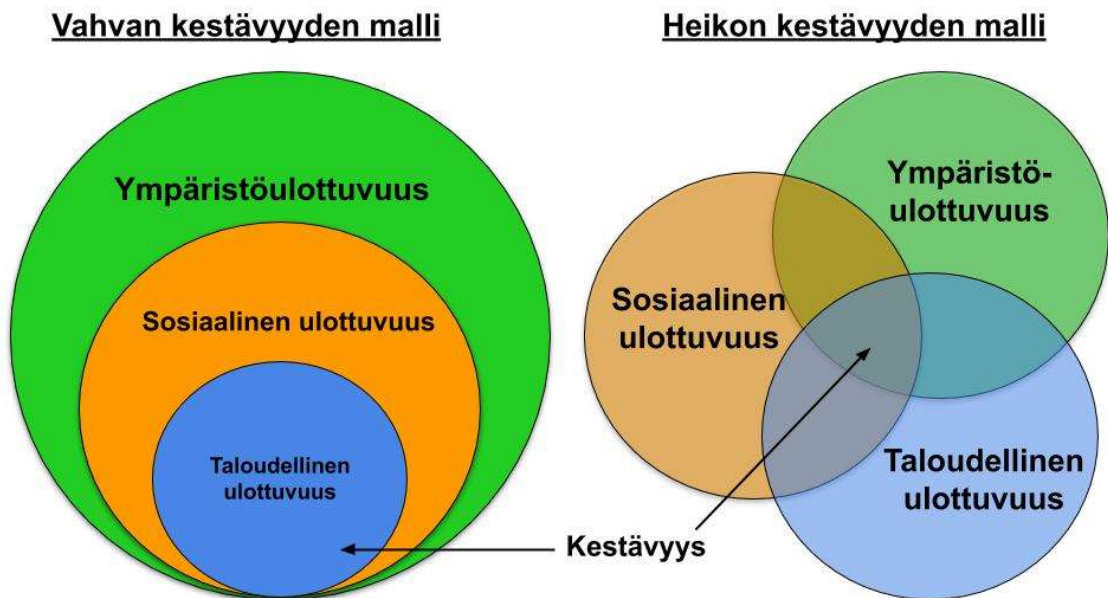 Vahvan kestävyyden malli
Ympäristöulottuvuus
Sosiaalinen ulottuvuus
Taloudellinen
ulottuvuus
Heikon kestävyyden malli
Ympäristö-
ulottuvuus
Sosiaalinen
ulottuvuus
Taloudellinen
ulottuvuus
Kestävyys